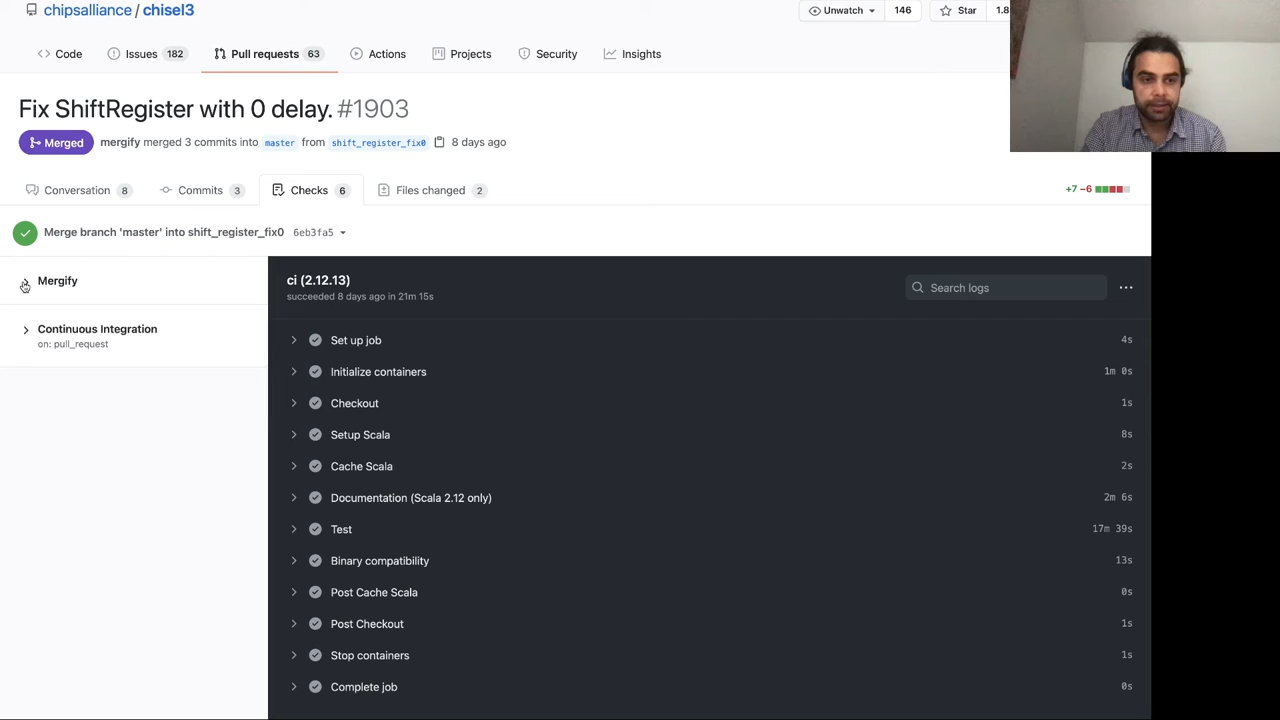 chipsalliance / chisel3
Unwatch 146 Star 1.8
Code Issues 182 Pull requests 63 Actions Projects Security Insights
Fix ShiftRegister with 0 delay. #1903
Merged mergify merged 3 commits into master from shift_register_fix0 8 days ago
Conversation 8 Commits 3 Checks 6 Files changed 2 +7 −6
Merge branch 'master' into shift_register_fix0 6eb3fa5
Mergify
Continuous Integration
on: pull_request
ci (2.12.13)
succeeded 8 days ago in 21m 15s
Search logs
Set up job 4s
Initialize containers 1m 0s
Checkout 1s
Setup Scala 8s
Cache Scala 2s
Documentation (Scala 2.12 only) 2m 6s
Test 17m 39s
Binary compatibility 13s
Post Cache Scala 0s
Post Checkout 1s
Stop containers 1s
Complete job 0s